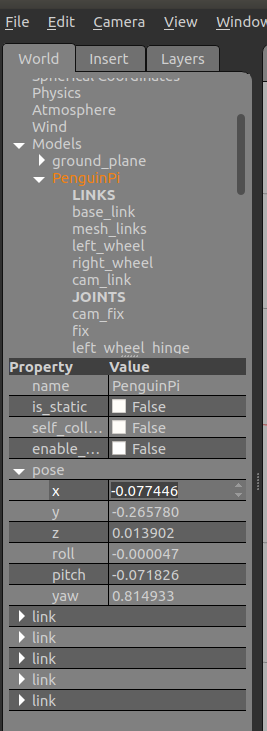 File Edit Camera View Window
World Insert Layers
Spherical Coordinates
Physics
Atmosphere
Wind
Models
ground_plane
PenguinPi
LINKS
base_link
mesh_links
left_wheel
right_wheel
cam_link
JOINTS
cam_fix
fix
left_wheel_hinge
Property Value
name PenguinPi
is_static False
self_coll... False
enable_... False
pose
x -0.077446
y -0.265780
z 0.013902
roll -0.000047
pitch -0.071826
yaw 0.814933
link
link
link
link
link